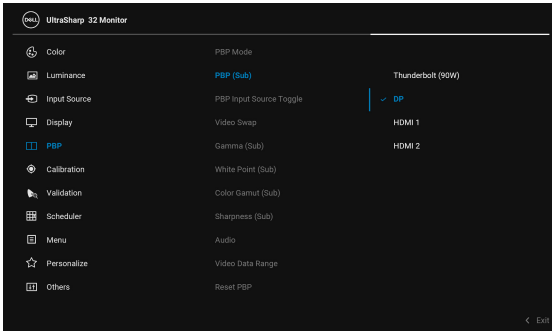 DELL UltraSharp 32 Monitor
Color PBP Mode
Luminance PBP (Sub) Thunderbolt (90W)
Input Source PBP Input Source Toggle DP
Display Video Swap HDMI 1
PBP Gamma (Sub) HDMI 2
Calibration White Point (Sub)
Validation Color Gamut (Sub)
Scheduler Sharpness (Sub)
Menu Audio
Personalize Video Data Range
Others Reset PBP
Exit